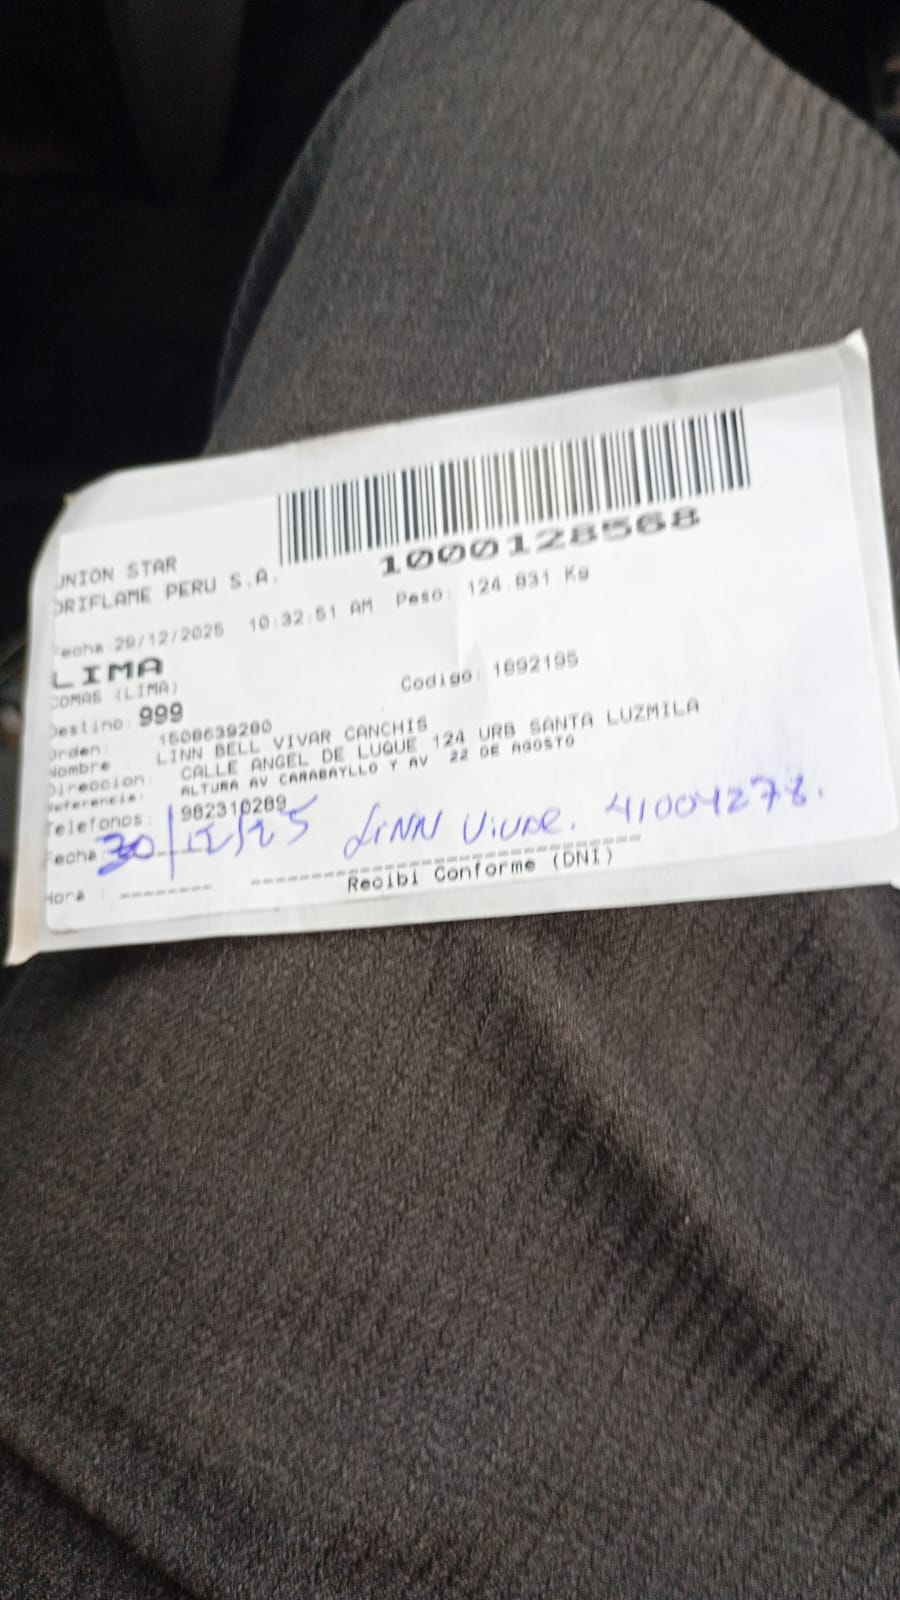 1000128568
UNION STAR
ORIFLAME PERU S.A.
Fecha 29/12/2025 10:32:51 AM Peso: 124.831 Kg
LIMA
COMAS (LIMA)
Codigo: 1692195
Destino: 999
Orden: 1508639280
Nombre : LINN BELL VIVAR CANCHIS
Direccion: CALLE ANGEL DE LUQUE 124 URB SANTA LUZMILA
Referencia: ALTURA AV CARABAYLLO Y AV 22 DE AGOSTO
Telefonos: 982310289
Fecha: 30/12/25 LINN 41004278.
Hora : Recibi Conforme (DNI)